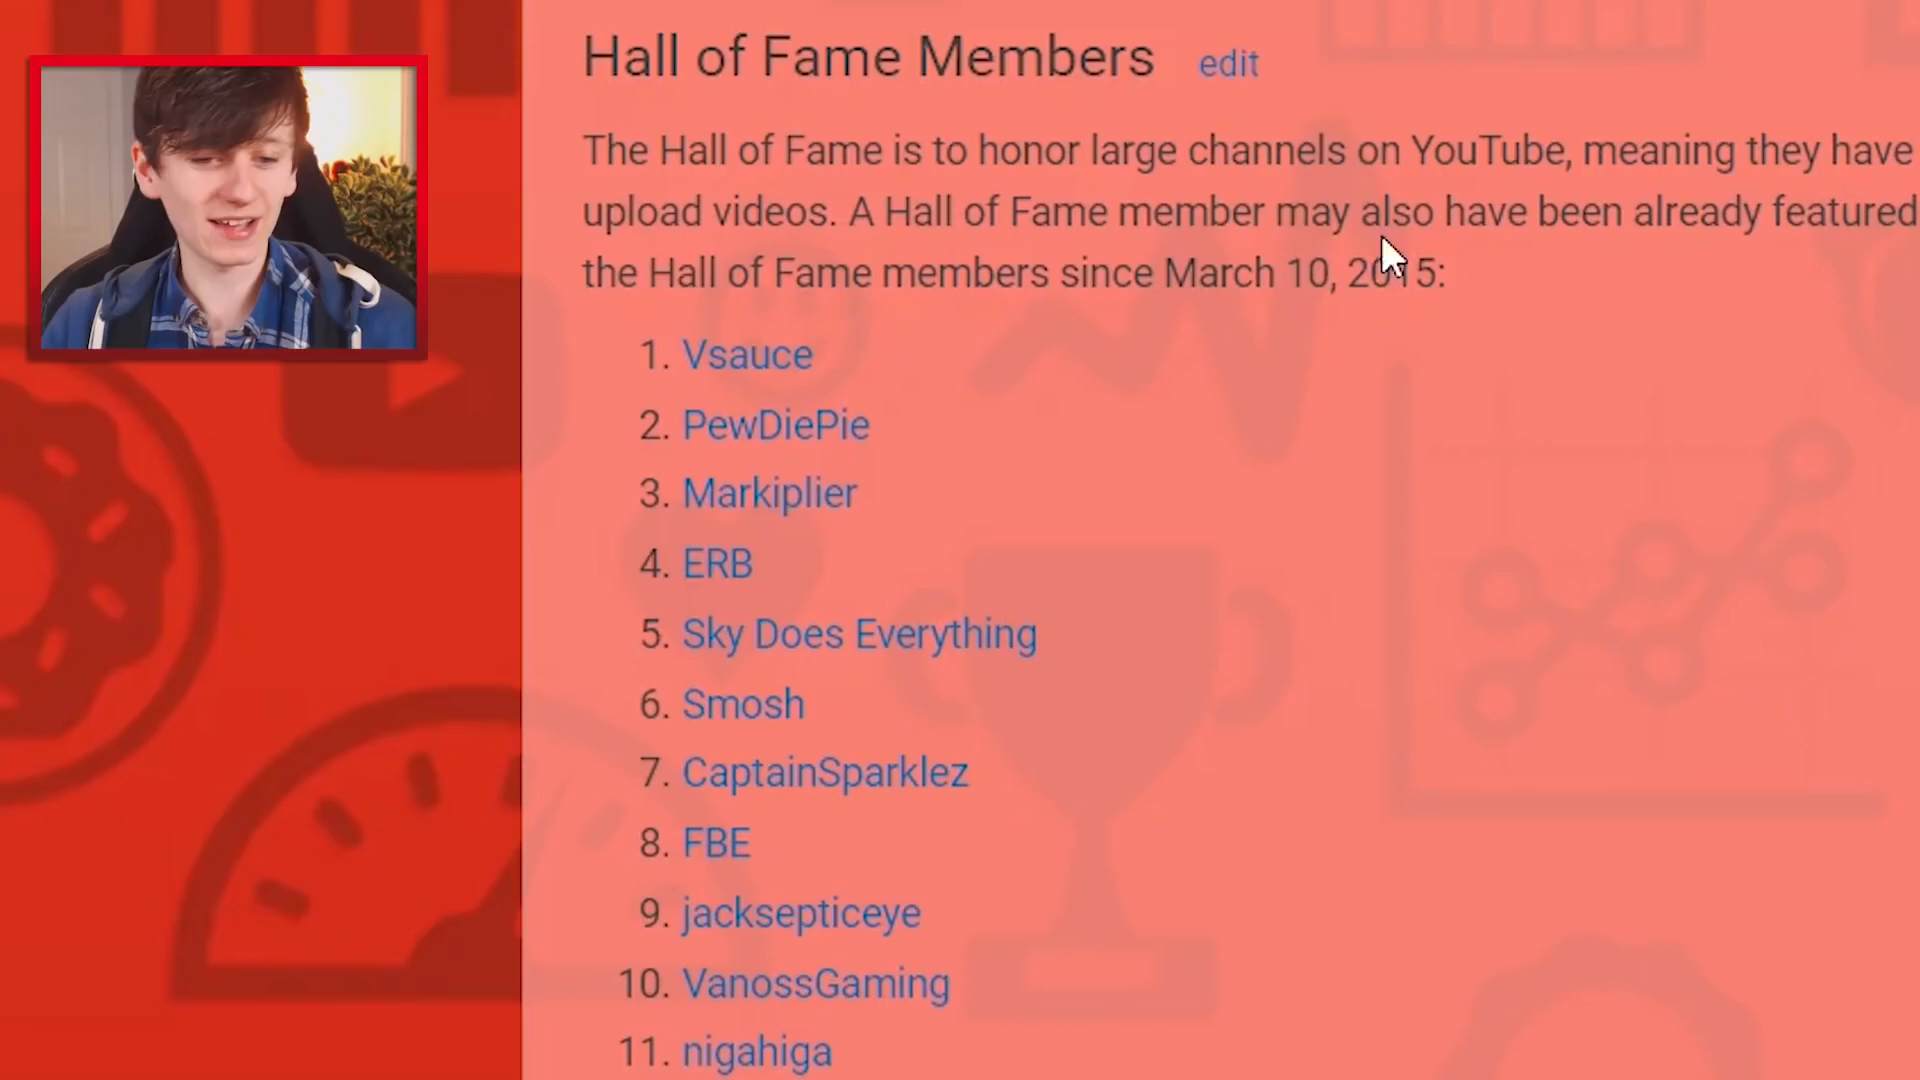 Hall of Fame Members edit
The Hall of Fame is to honor large channels on YouTube, meaning they have
upload videos. A Hall of Fame member may also have been already featured
the Hall of Fame members since March 10, 2015:
1. Vsauce
2. PewDiePie
3. Markiplier
4. ERB
5. Sky Does Everything
6. Smosh
7. CaptainSparklez
8. FBE
9. jacksepticeye
10. VanossGaming
11. nigahiga